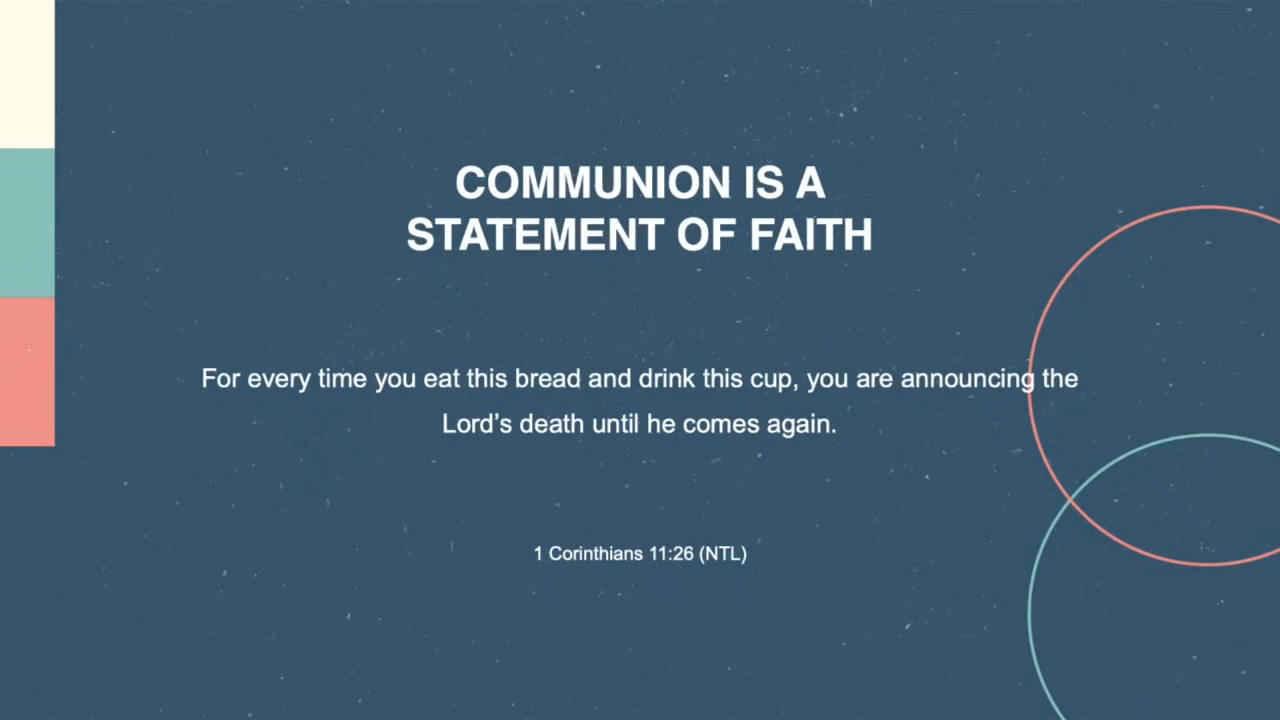 COMMUNION IS A
STATEMENT OF FAITH
For every time you eat this bread and drink this cup, you are announcing the
Lord’s death until he comes again.
1 Corinthians 11:26 (NTL)